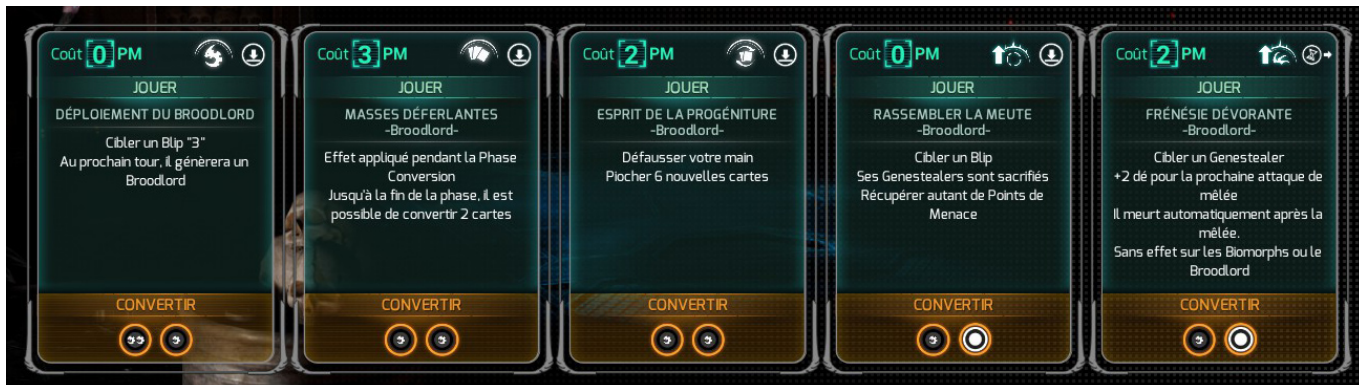 Coût 0 PM
JOUER
DÉPLOIEMENT DU BROODLORD
Cibler un Blip "3"
Au prochain tour, il génèrera un
Broodlord
CONVERTIR
Coût 3 PM
JOUER
MASSES DÉFERLANTES
-Broodlord-
Effet appliqué pendant la Phase
Conversion
Jusqu'à la fin de la phase, il est
possible de convertir 2 cartes
CONVERTIR
Coût 2 PM
JOUER
ESPRIT DE LA PROGÉNITURE
-Broodlord-
Défausser votre main
Piocher 6 nouvelles cartes
CONVERTIR
Coût 0 PM
JOUER
RASSEMBLER LA MEUTE
-Broodlord-
Cibler un Blip
Ses Genestealers sont sacrifiés
Récupérer autant de Points de
Menace
CONVERTIR
Coût 2 PM
JOUER
FRÉNÉSIE DÉVORANTE
-Broodlord-
Cibler un Genestealer
+2 dé pour la prochaine attaque de
mêlée
Il meurt automatiquement après la
mêlée.
Sans effet sur les Biomorphs ou le
Broodlord
CONVERTIR